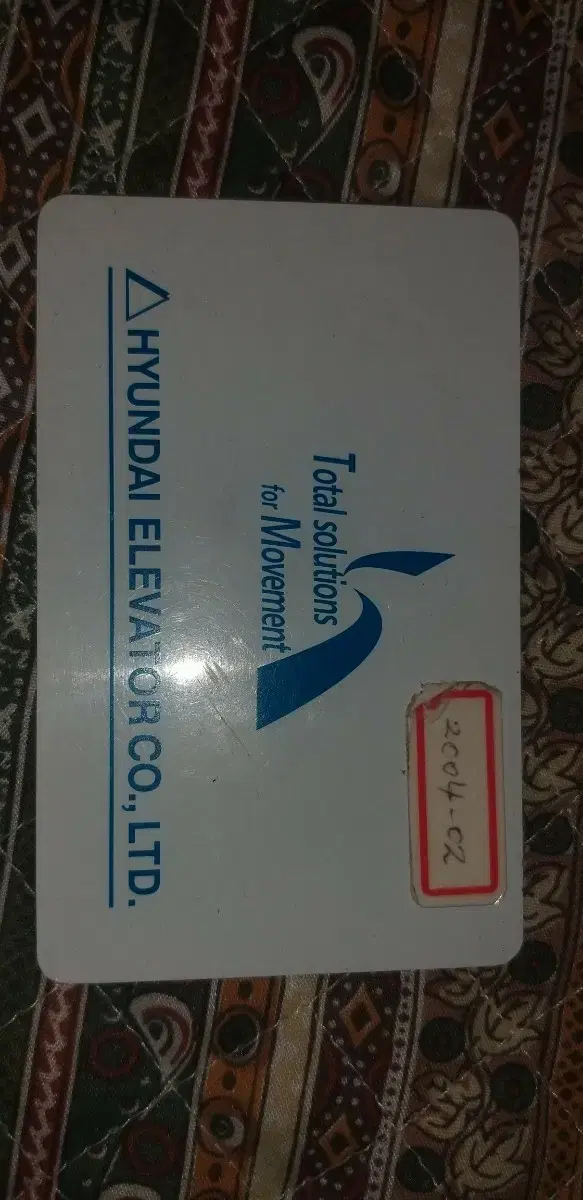 2004-02
Total solutions
for Movement
HYUNDAI ELEVATOR CO., LTD.